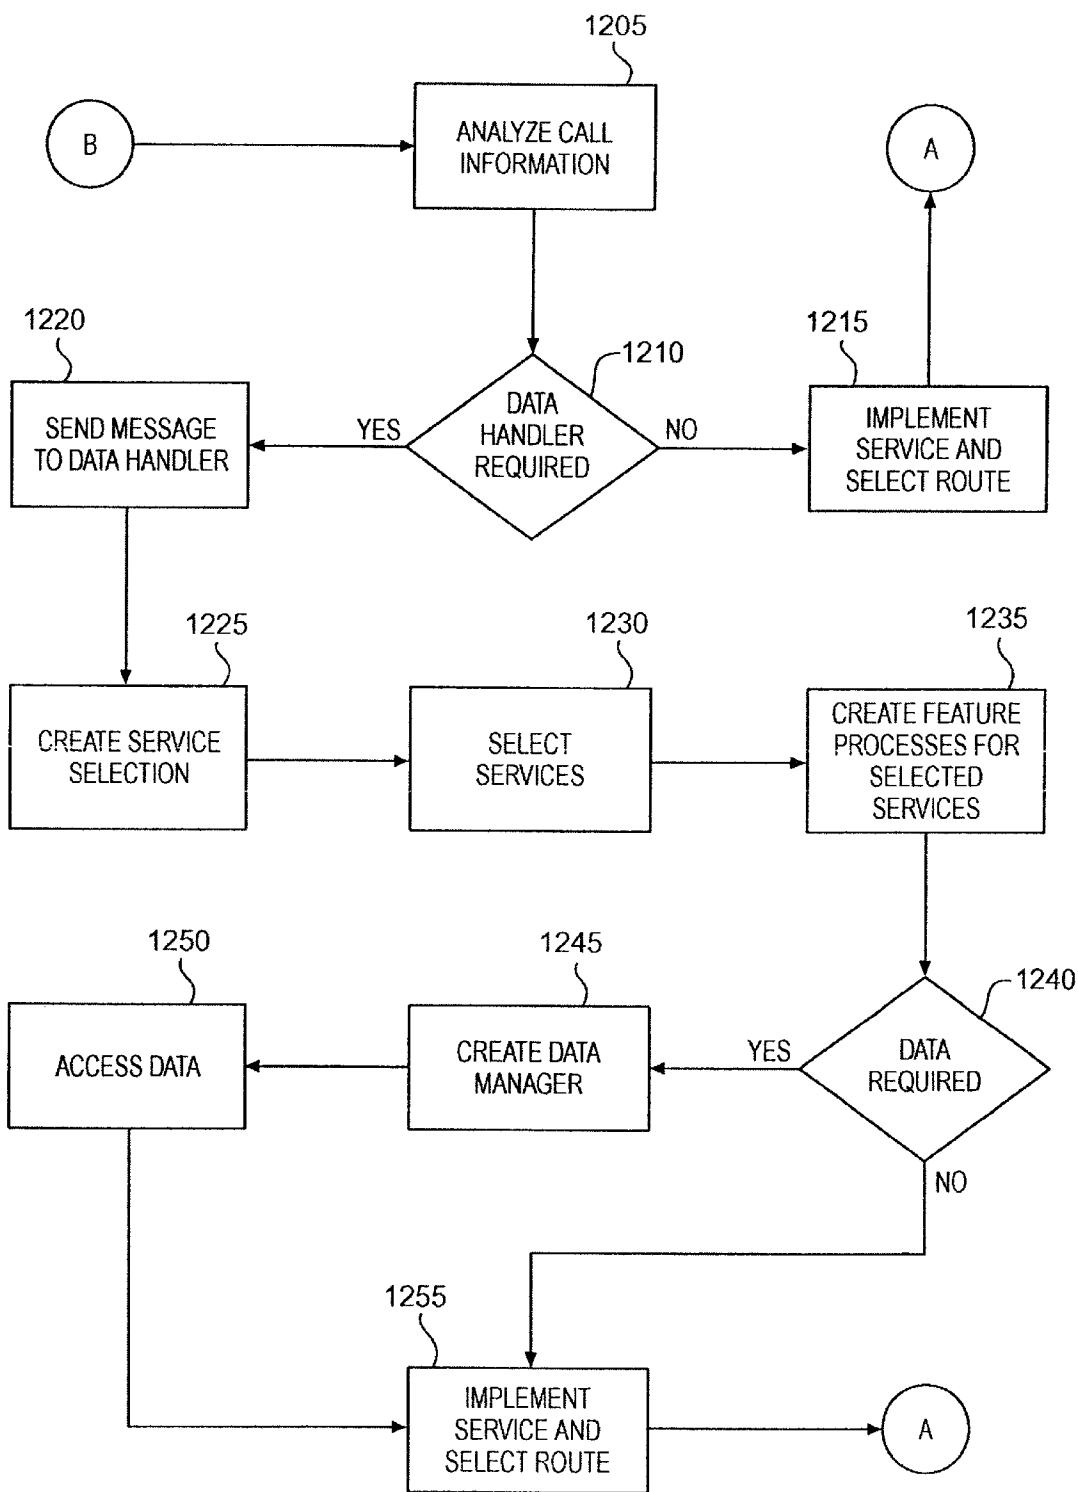 1205
B
ANALYZE CALL
INFORMATION
A
1220
1215
1210
SEND MESSAGE
TO DATA HANDLER
YES
DATA
HANDLER
REQUIRED
NO
IMPLEMENT
SERVICE AND
SELECT ROUTE
1225
1230
1235
CREATE SERVICE
SELECTION
SELECT
SERVICES
CREATE FEATURE
PROCESSES FOR
SELECTED
SERVICES
1250
1245
1240
ACCESS DATA
CREATE DATA
MANAGER
YES
DATA
REQUIRED
NO
1255
IMPLEMENT
SERVICE AND
SELECT ROUTE
A